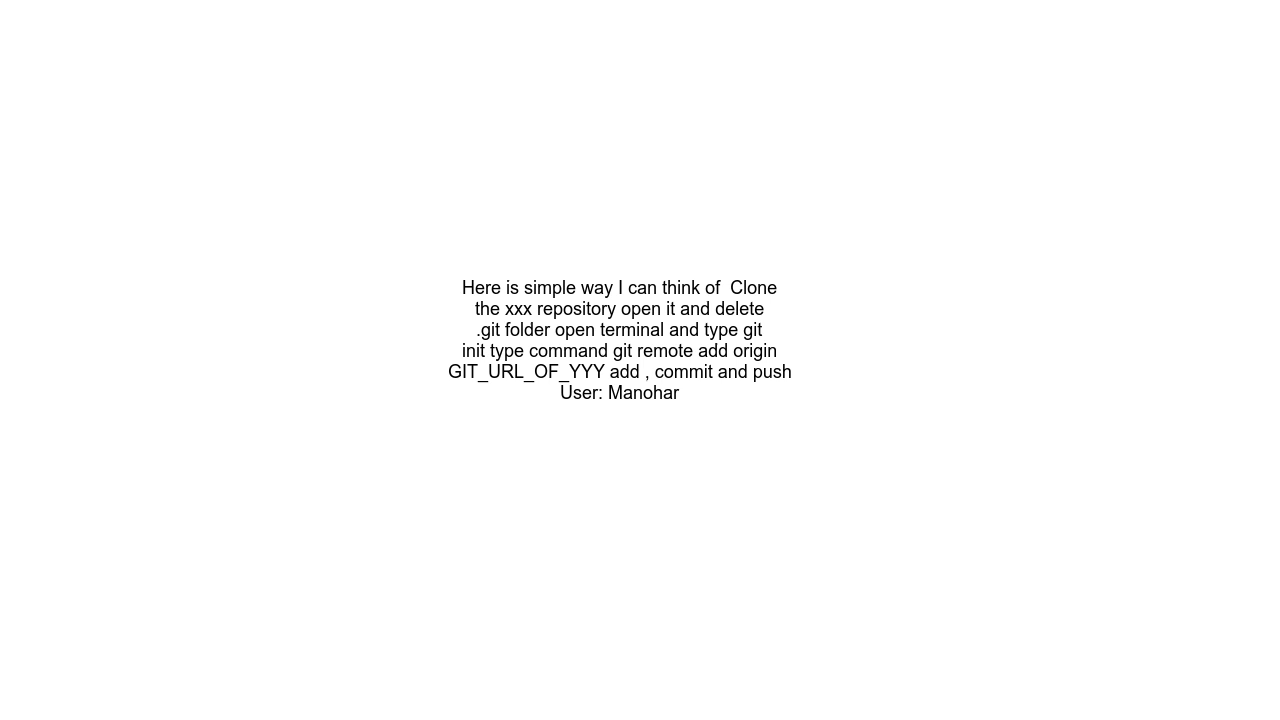 Here is simple way I can think of  Clone
the xxx repository open it and delete
.git folder open terminal and type git
init type command git remote add origin
GIT_URL_OF_YYY add , commit and push
User: Manohar